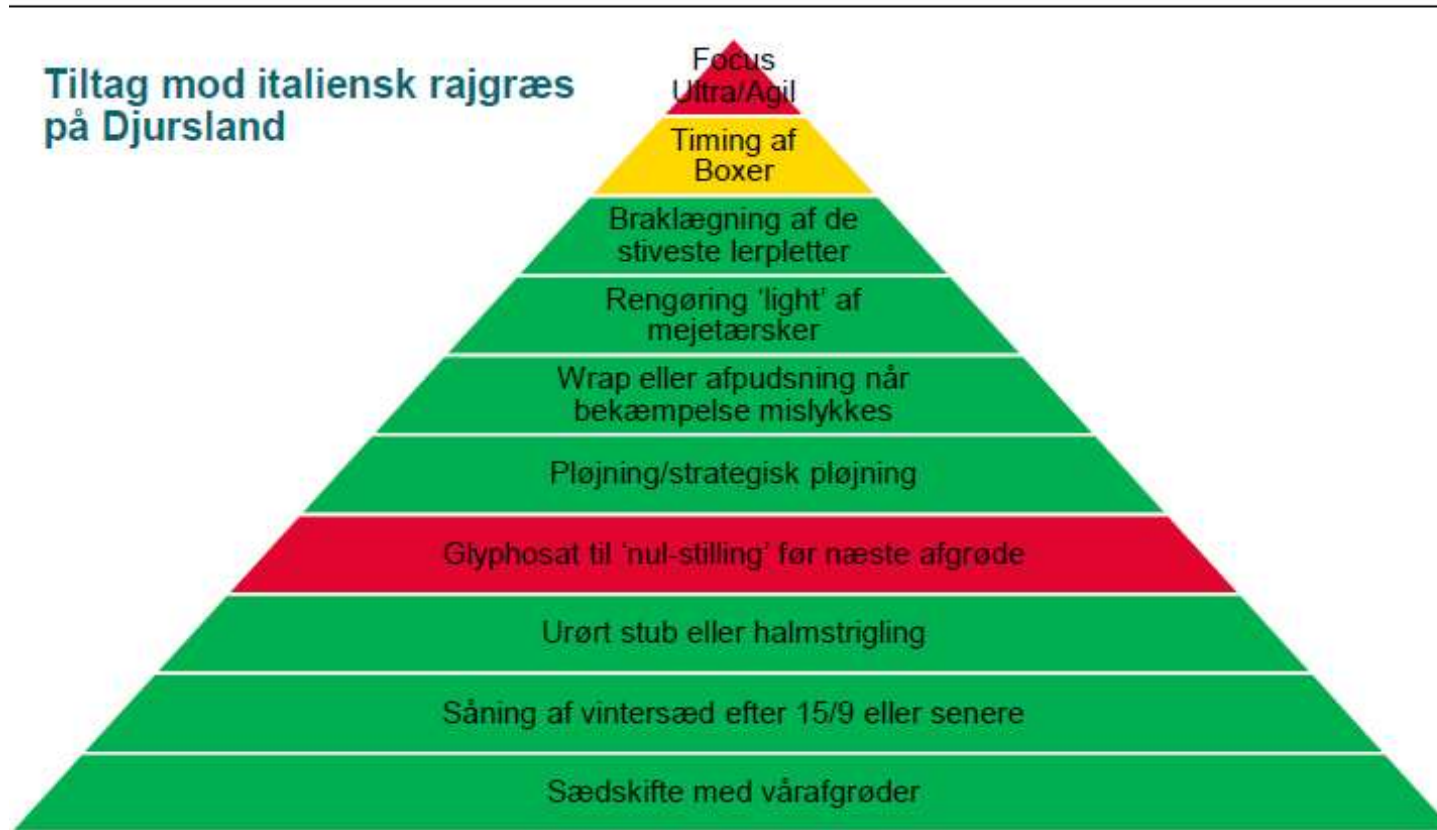 Tiltag mod italiensk rajgræs
på Djursland
Focus
Ultra/Agil
Timing af
Boxer
Braklægning af de
stiveste lerpletter
Rengøring ‘light’ af
mejetærsker
Wrap eller afpudsning når
bekæmpelse mislykkes
Pløjning/strategisk pløjning
Glyphosat til ‘nul-stilling’ før næste afgrøde
Urørt stub eller halmstrigling
Såning af vintersæd efter 15/9 eller senere
Sædskifte med vårafgrøder